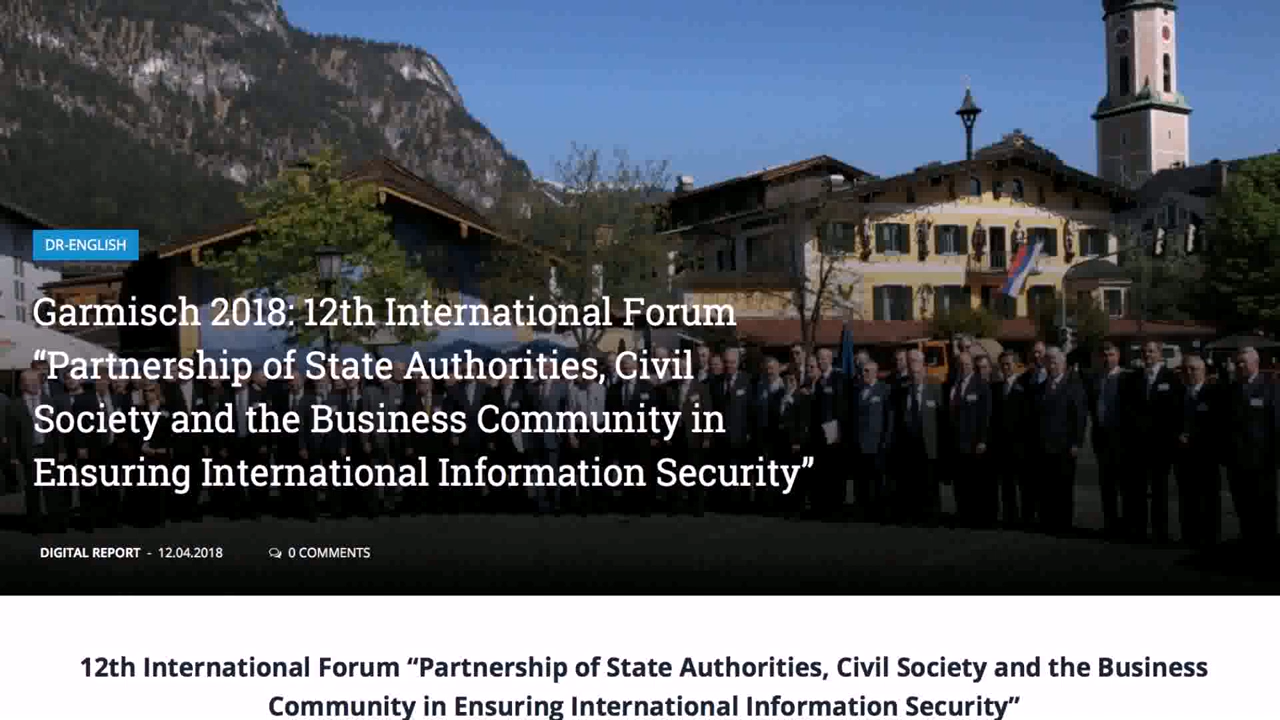 DR-ENGLISH
Garmisch 2018: 12th International Forum
“Partnership of State Authorities, Civil
Society and the Business Community in
Ensuring International Information Security”
DIGITAL REPORT - 12.04.2018 0 COMMENTS
12th International Forum “Partnership of State Authorities, Civil Society and the Business
Community in Ensuring International Information Security”